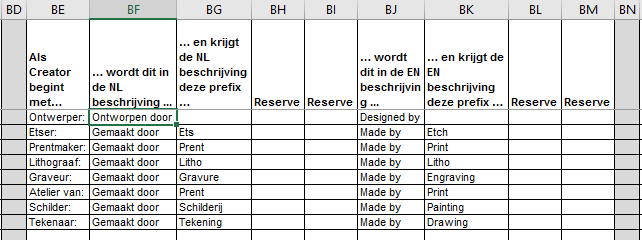 BD BE BF BG BH BI BJ BK BL BM BN
Als Creator begint met... ... wordt dit in de NL beschrijving ... ... en krijgt de NL beschrijving deze prefix ... Reserve Reserve ... wordt dit in de EN beschrijving ... ... en krijgt de EN beschrijving deze prefix ... Reserve Reserve
Ontwerper: Ontworpen door Designed by
Etser: Gemaakt door Ets Made by Etch
Prentmaker: Gemaakt door Prent Made by Print
Lithograaf: Gemaakt door Litho Made by Litho
Graveur: Gemaakt door Gravure Made by Engraving
Atelier van: Gemaakt door Prent Made by Print
Schilder: Gemaakt door Schilderij Made by Painting
Tekenaar: Gemaakt door Tekening Made by Drawing